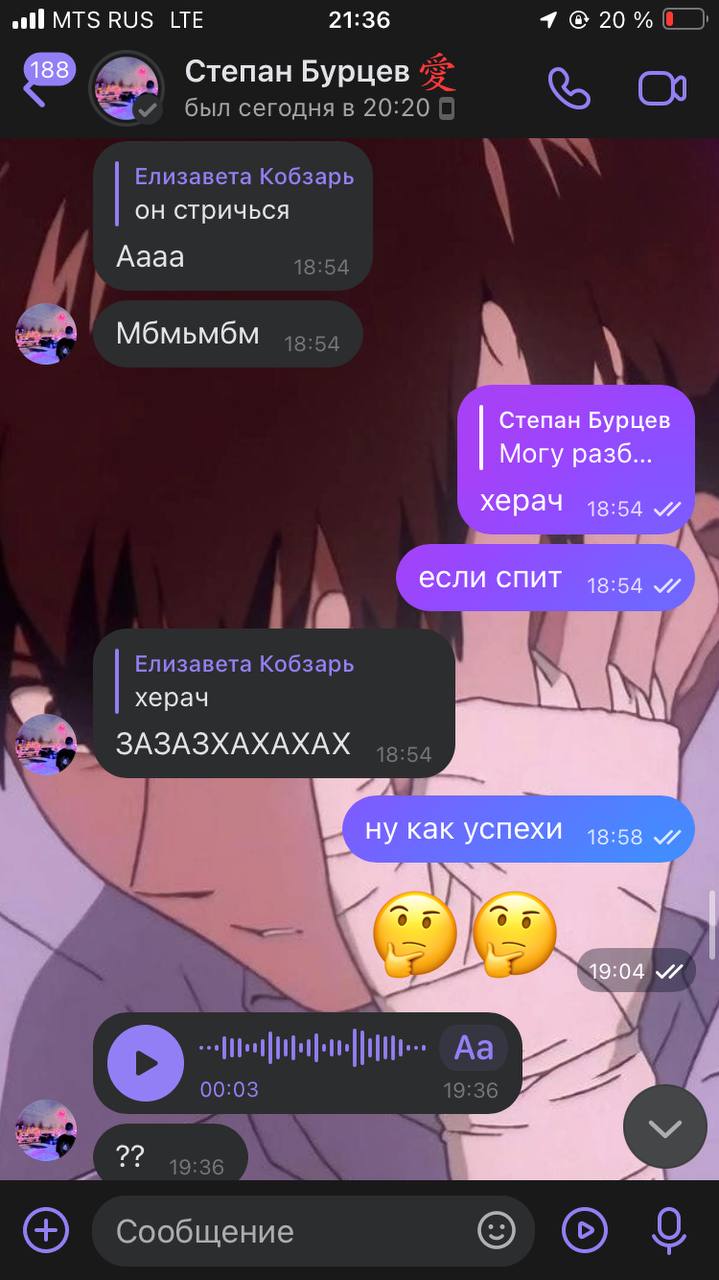 MTS RUS LTE 21:36 20 %
188
Степан Бурцев 愛
был сегодня в 20:20
Елизавета Кобзарь
он стричься
Аааа 18:54
Мбмьмбм 18:54
Степан Бурцев
Могу разб...
херач 18:54
если спит 18:54
Елизавета Кобзарь
херач
ЗАЗАЗХАХАХАХ 18:54
ну как успехи 18:58
19:04
Aa
00:03 19:36
?? 19:36
Сообщение